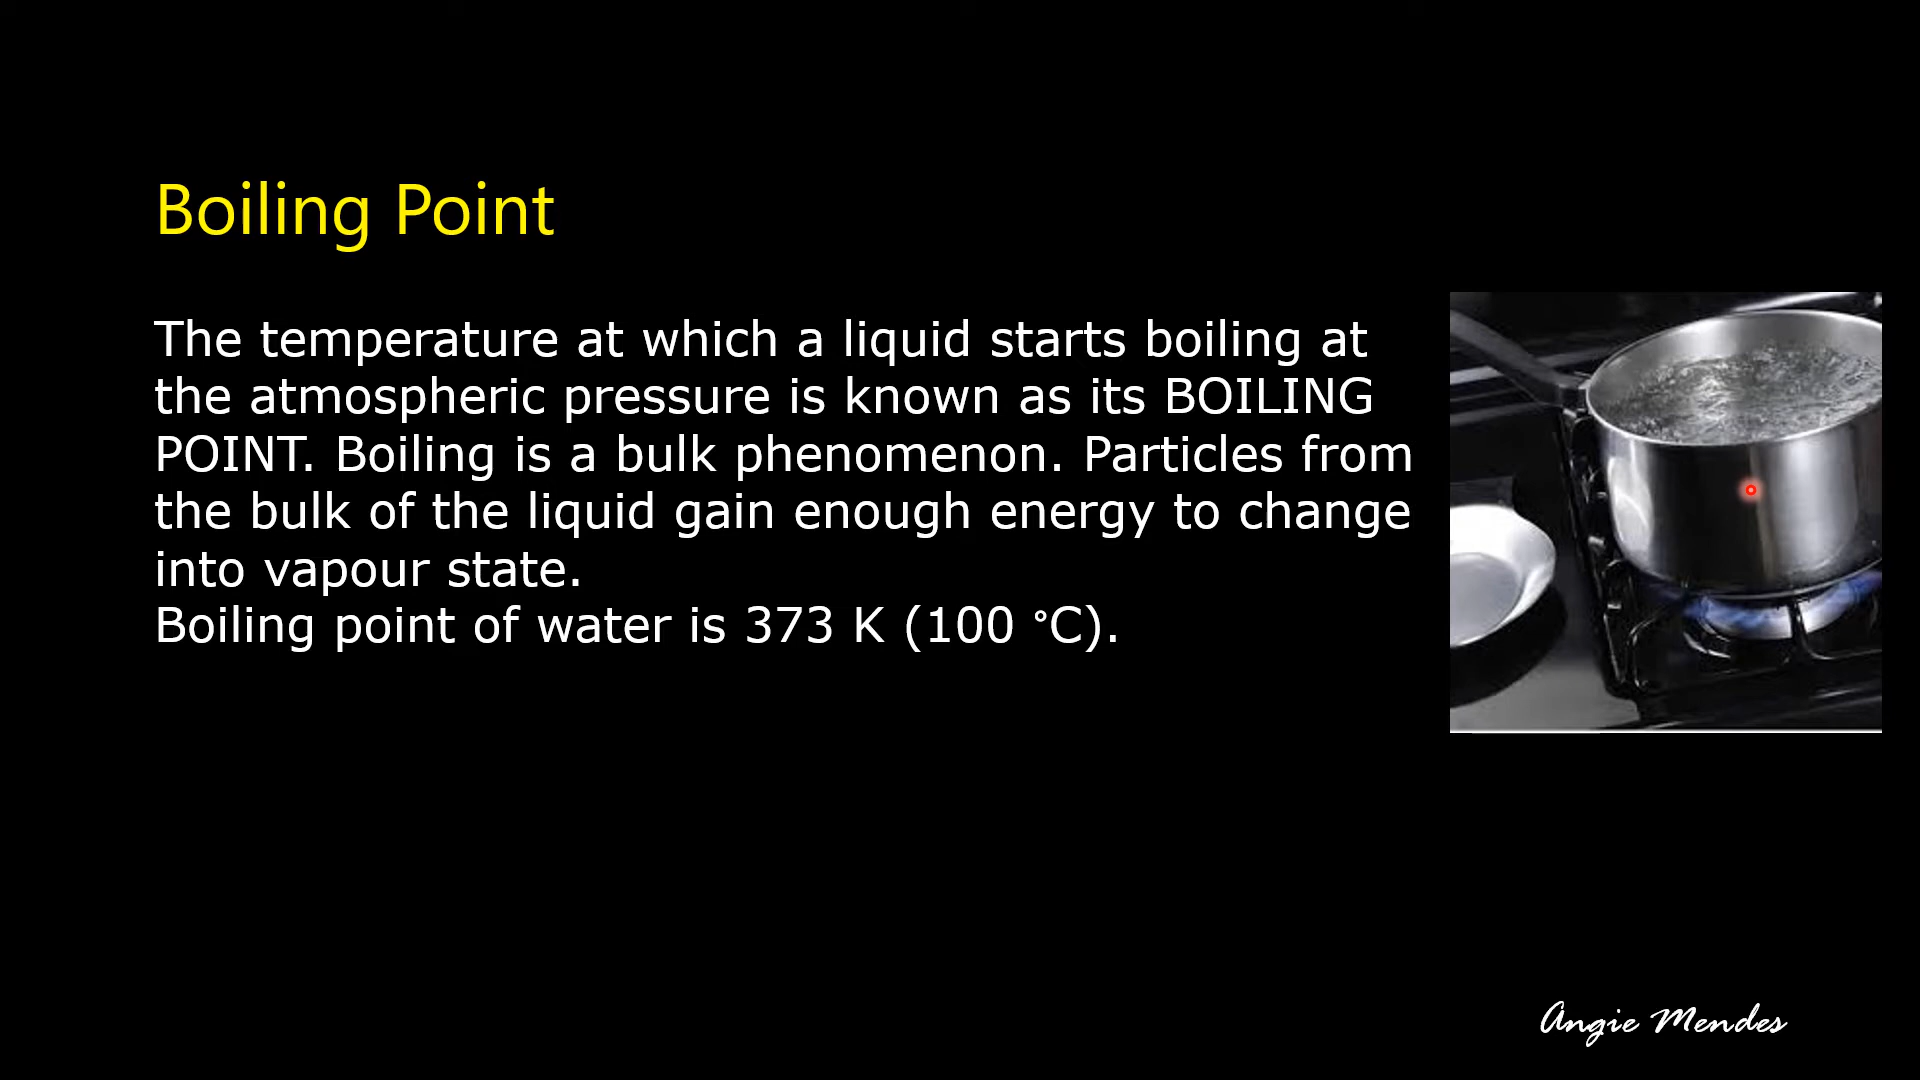 Boiling Point
The temperature at which a liquid starts boiling at
the atmospheric pressure is known as its BOILING
POINT. Boiling is a bulk phenomenon. Particles from
the bulk of the liquid gain enough energy to change
into vapour state.
Boiling point of water is 373 K (100 °C).
Angie Mendes